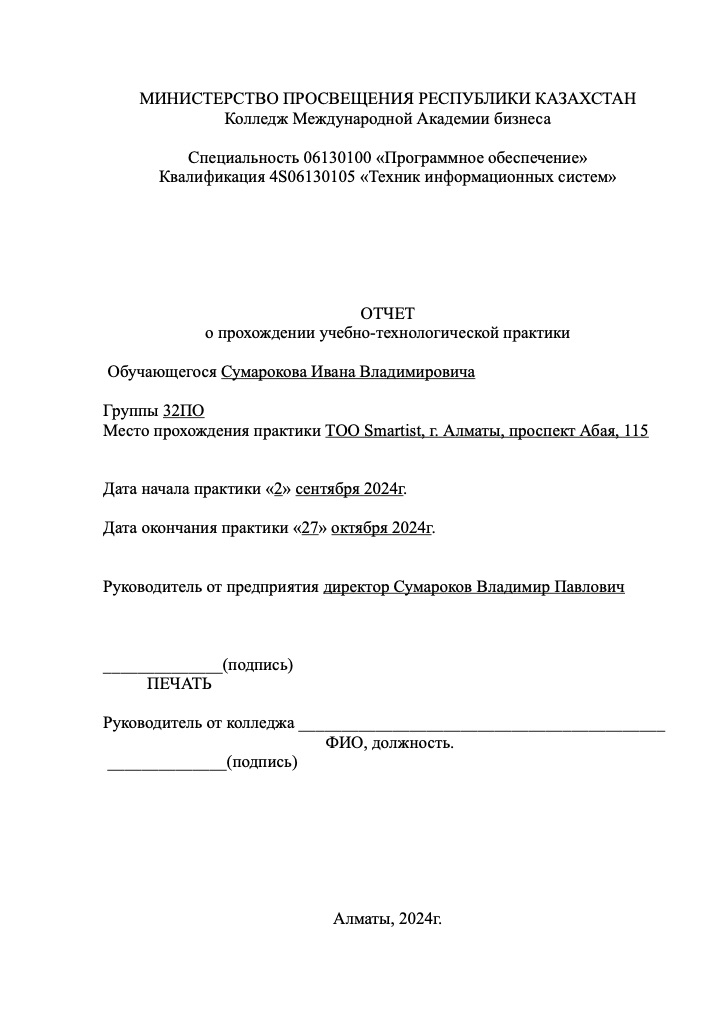 МИНИСТЕРСТВО ПРОСВЕЩЕНИЯ РЕСПУБЛИКИ КАЗАХСТАН
Колледж Международной Академии бизнеса
Специальность 06130100 «Программное обеспечение»
Квалификация 4S06130105 «Техник информационных систем»
ОТЧЕТ
о прохождении учебно-технологической практики
Обучающегося Сумарокова Ивана Владимировича
Группы 32ПО
Место прохождения практики ТОО Smartist, г. Алматы, проспект Абая, 115
Дата начала практики «2» сентября 2024г.
Дата окончания практики «27» октября 2024г.
Руководитель от предприятия директор Сумароков Владимир Павлович
______________(подпись)
ПЕЧАТЬ
Руководитель от колледжа ___________________________________________
ФИО, должность.
______________(подпись)
Алматы, 2024г.